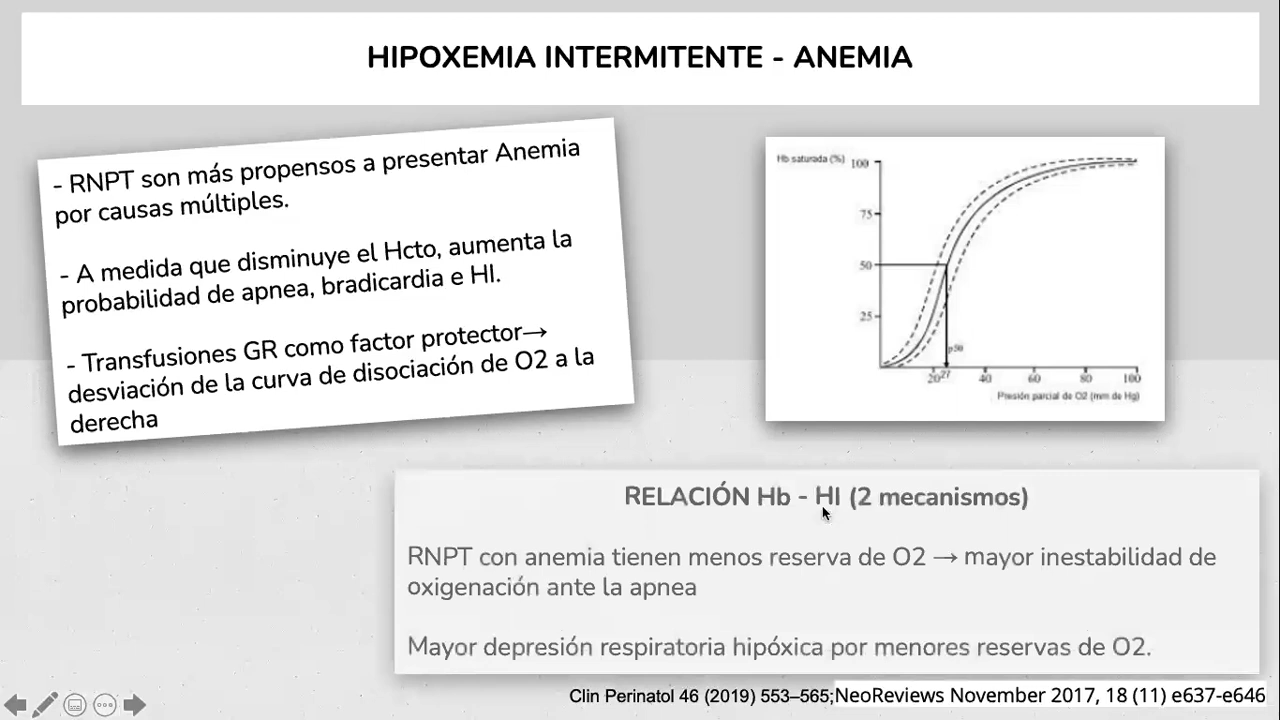 HIPOXEMIA INTERMITENTE - ANEMIA
- RNPT son más propensos a presentar Anemia
por causas múltiples.
- A medida que disminuye el Hcto, aumenta la
probabilidad de apnea, bradicardia e HI.
- Transfusiones GR como factor protector→
desviación de la curva de disociación de O2 a la
derecha
Hb saturada (%)
100
75
50
25
p50
20 27 40 60 80 100
Presión parcial de O2 (mm de Hg)
RELACIÓN Hb - HI (2 mecanismos)
RNPT con anemia tienen menos reserva de O2 → mayor inestabilidad de
oxigenación ante la apnea
Mayor depresión respiratoria hipóxica por menores reservas de O2.
Clin Perinatol 46 (2019) 553–565;NeoReviews November 2017, 18 (11) e637-e646